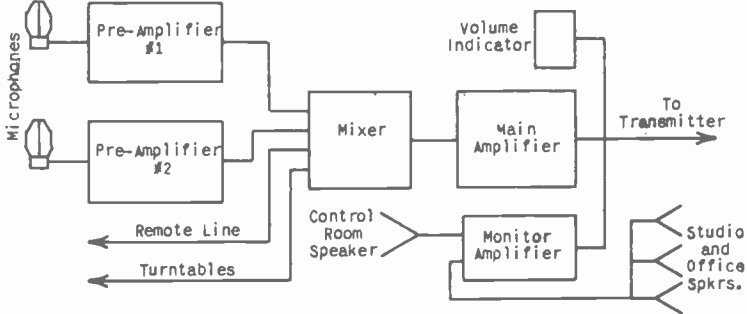 Microphones
Pre-Amplifier
#1
Pre-Amplifier
#2
Remote Line
Turntables
Mixer
Volume
Indicator
Main
Amplifier
To
Transmitter
Control
Room
Speaker
Monitor
Amplifier
Studio
and
Office
Spkrs.